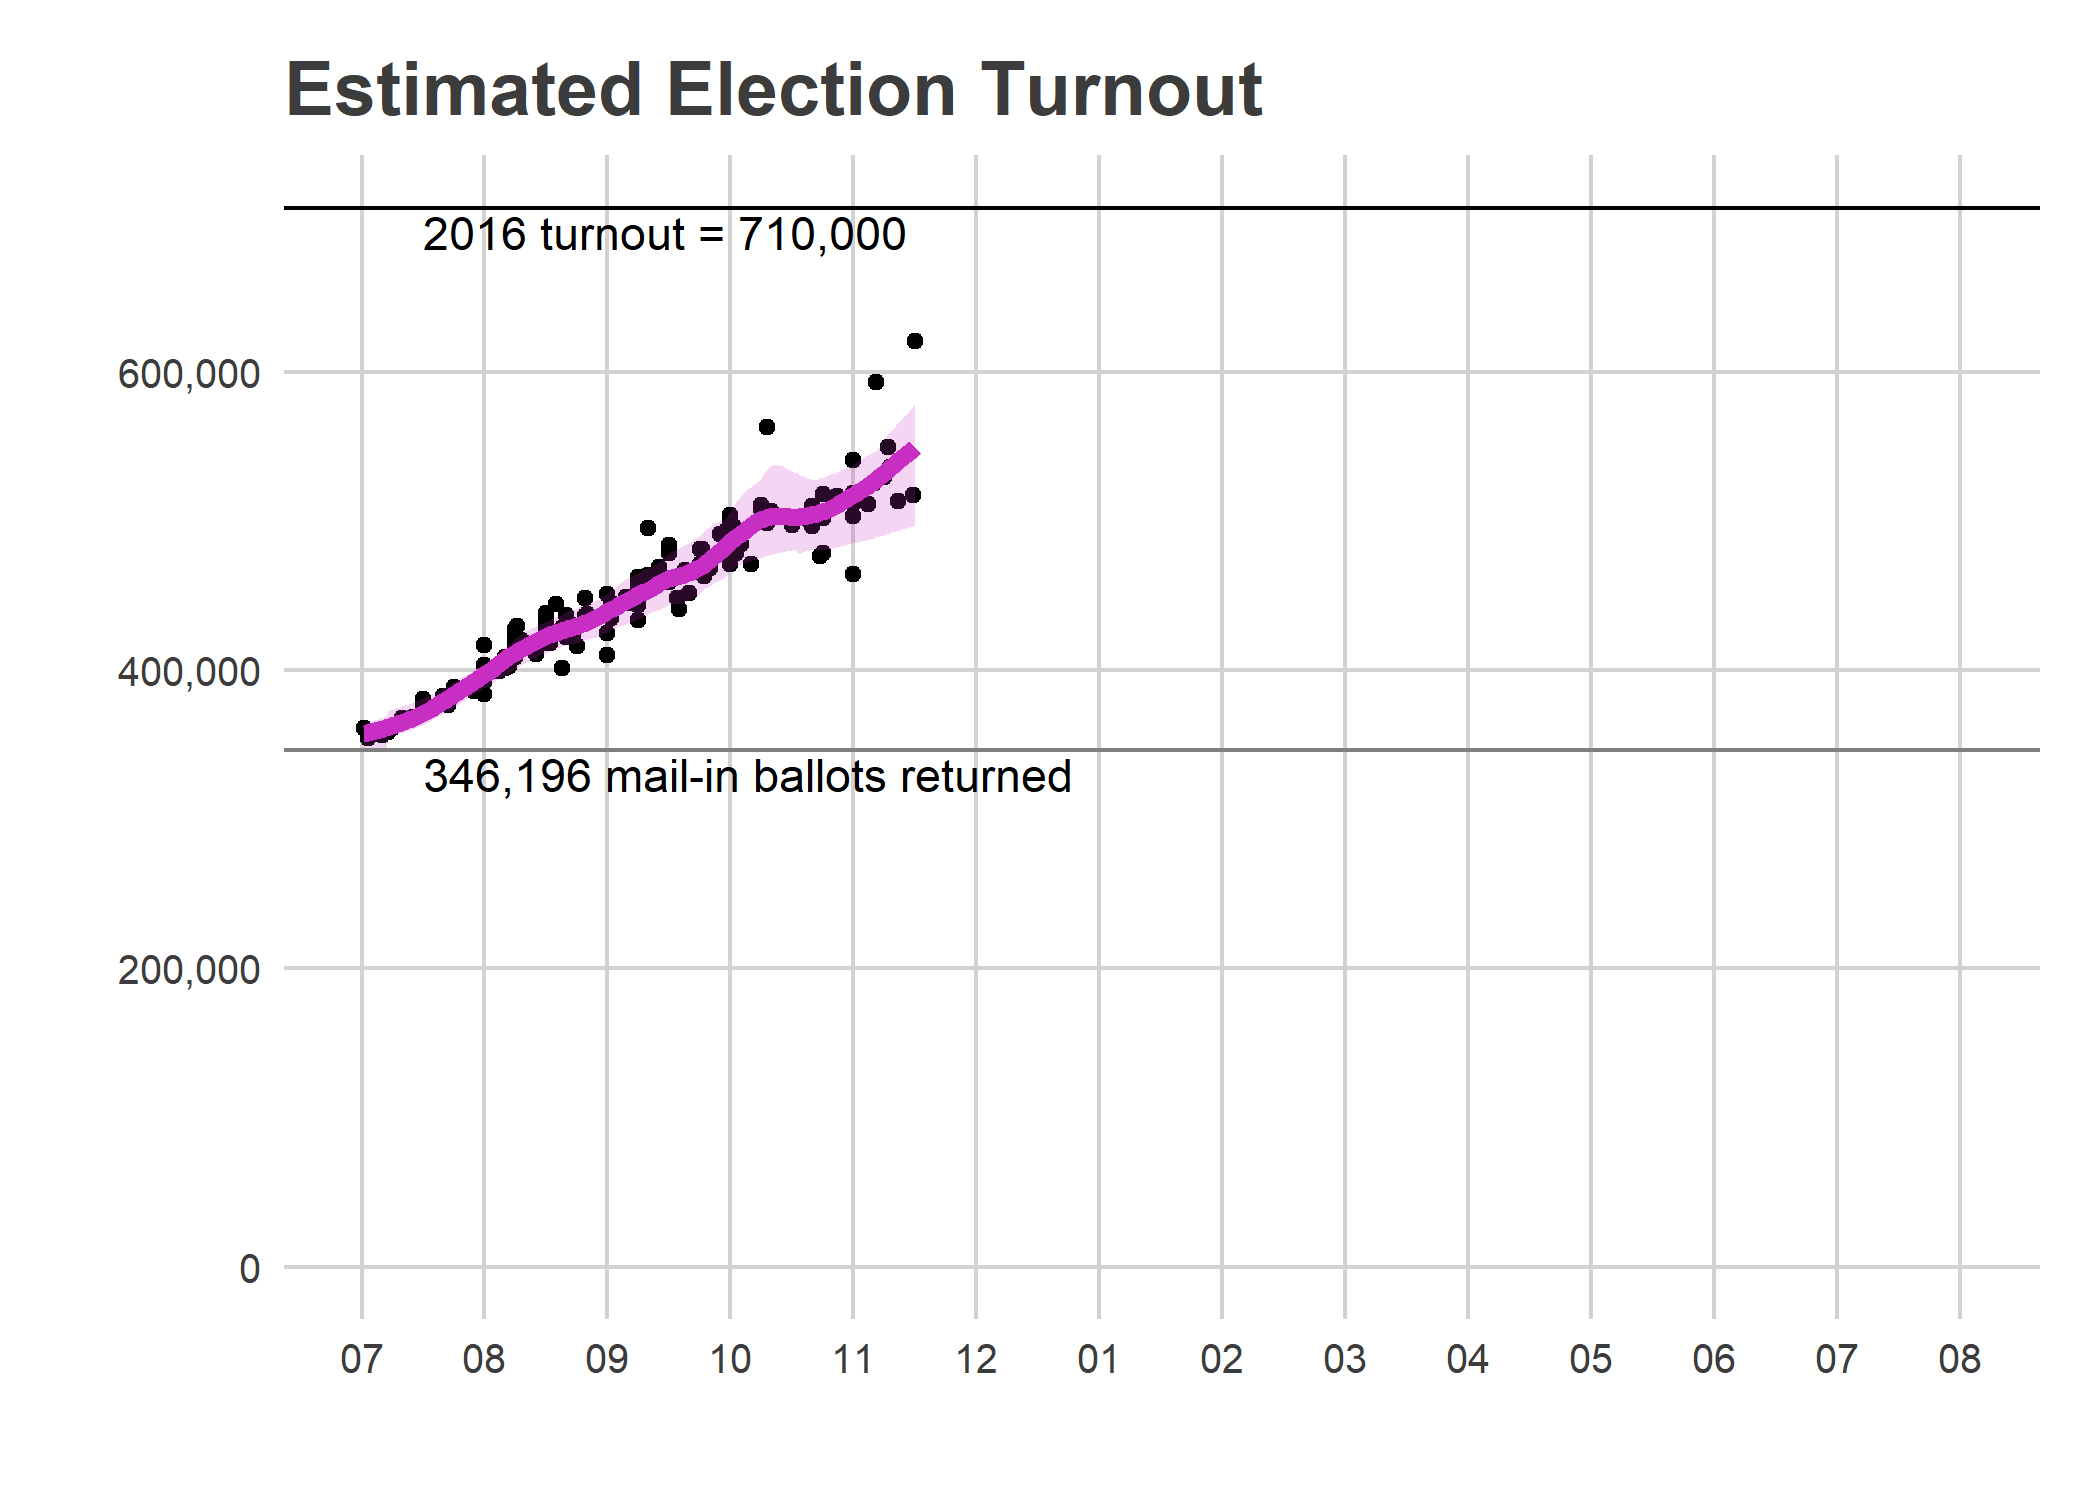 Estimated Election Turnout
2016 turnout = 710,000
600,000
400,000
346,196 mail-in ballots returned
200,000
0
07 08 09 10 11 12 01 02 03 04 05 06 07 08